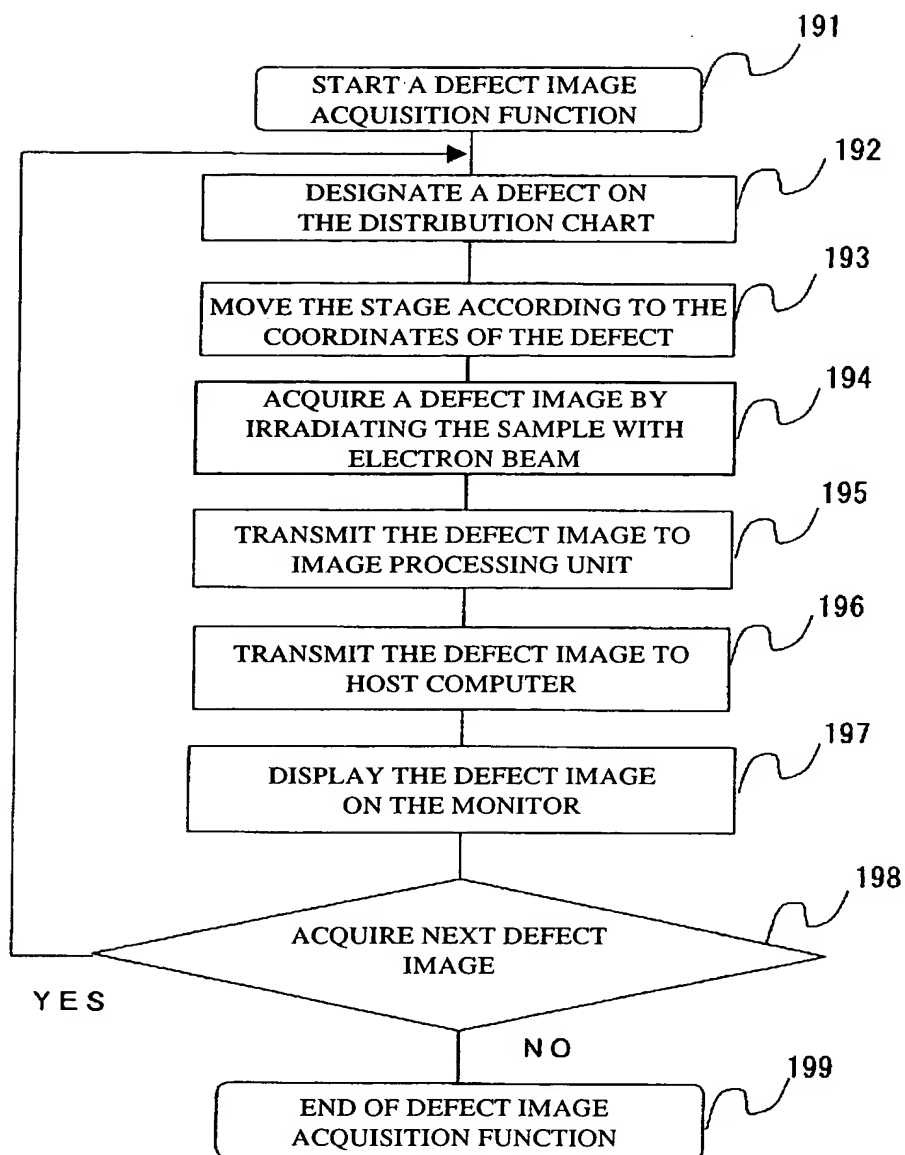 191
START A DEFECT IMAGE
ACQUISITION FUNCTION
192
DESIGNATE A DEFECT ON
THE DISTRIBUTION CHART
193
MOVE THE STAGE ACCORDING TO THE
COORDINATES OF THE DEFECT
194
ACQUIRE A DEFECT IMAGE BY
IRRADIATING THE SAMPLE WITH
ELECTRON BEAM
195
TRANSMIT THE DEFECT IMAGE TO
IMAGE PROCESSING UNIT
196
TRANSMIT THE DEFECT IMAGE TO
HOST COMPUTER
197
DISPLAY THE DEFECT IMAGE
ON THE MONITOR
198
ACQUIRE NEXT DEFECT
IMAGE
YES
NO
199
END OF DEFECT IMAGE
ACQUISITION FUNCTION